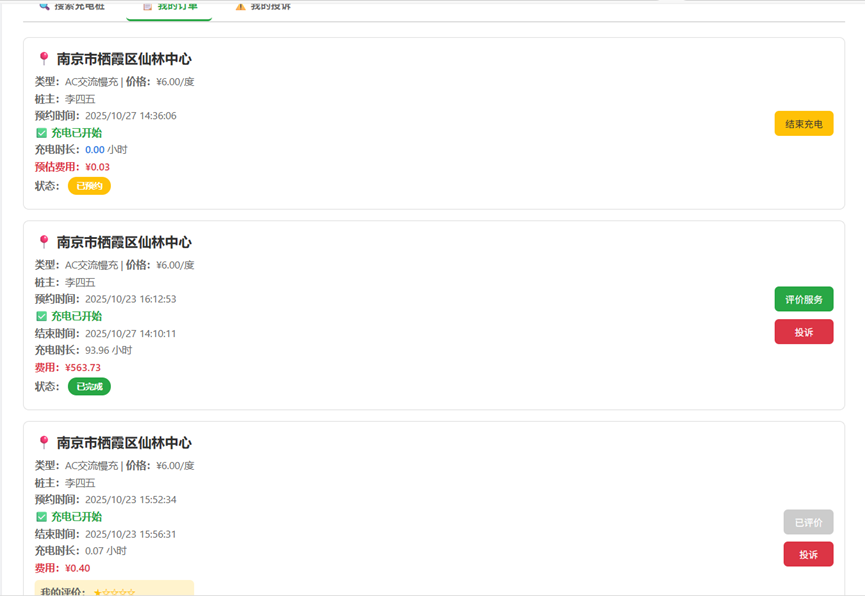 搜索充电桩
我的订单
我的投诉
南京市栖霞区仙林中心
类型：AC交流慢充 | 价格：¥6.00/度
桩主：李四五
预约时间：2025/10/27 14:36:06
充电已开始
充电时长：0.00 小时
预估费用：¥0.03
状态：已预约
结束充电
南京市栖霞区仙林中心
类型：AC交流慢充 | 价格：¥6.00/度
桩主：李四五
预约时间：2025/10/23 16:12:53
充电已开始
结束时间：2025/10/27 14:10:11
充电时长：93.96 小时
费用：¥563.73
状态：已完成
评价服务
投诉
南京市栖霞区仙林中心
类型：AC交流慢充 | 价格：¥6.00/度
桩主：李四五
预约时间：2025/10/23 15:52:34
充电已开始
结束时间：2025/10/23 15:56:31
充电时长：0.07 小时
费用：¥0.40
我的评价：★☆☆☆☆
已评价
投诉